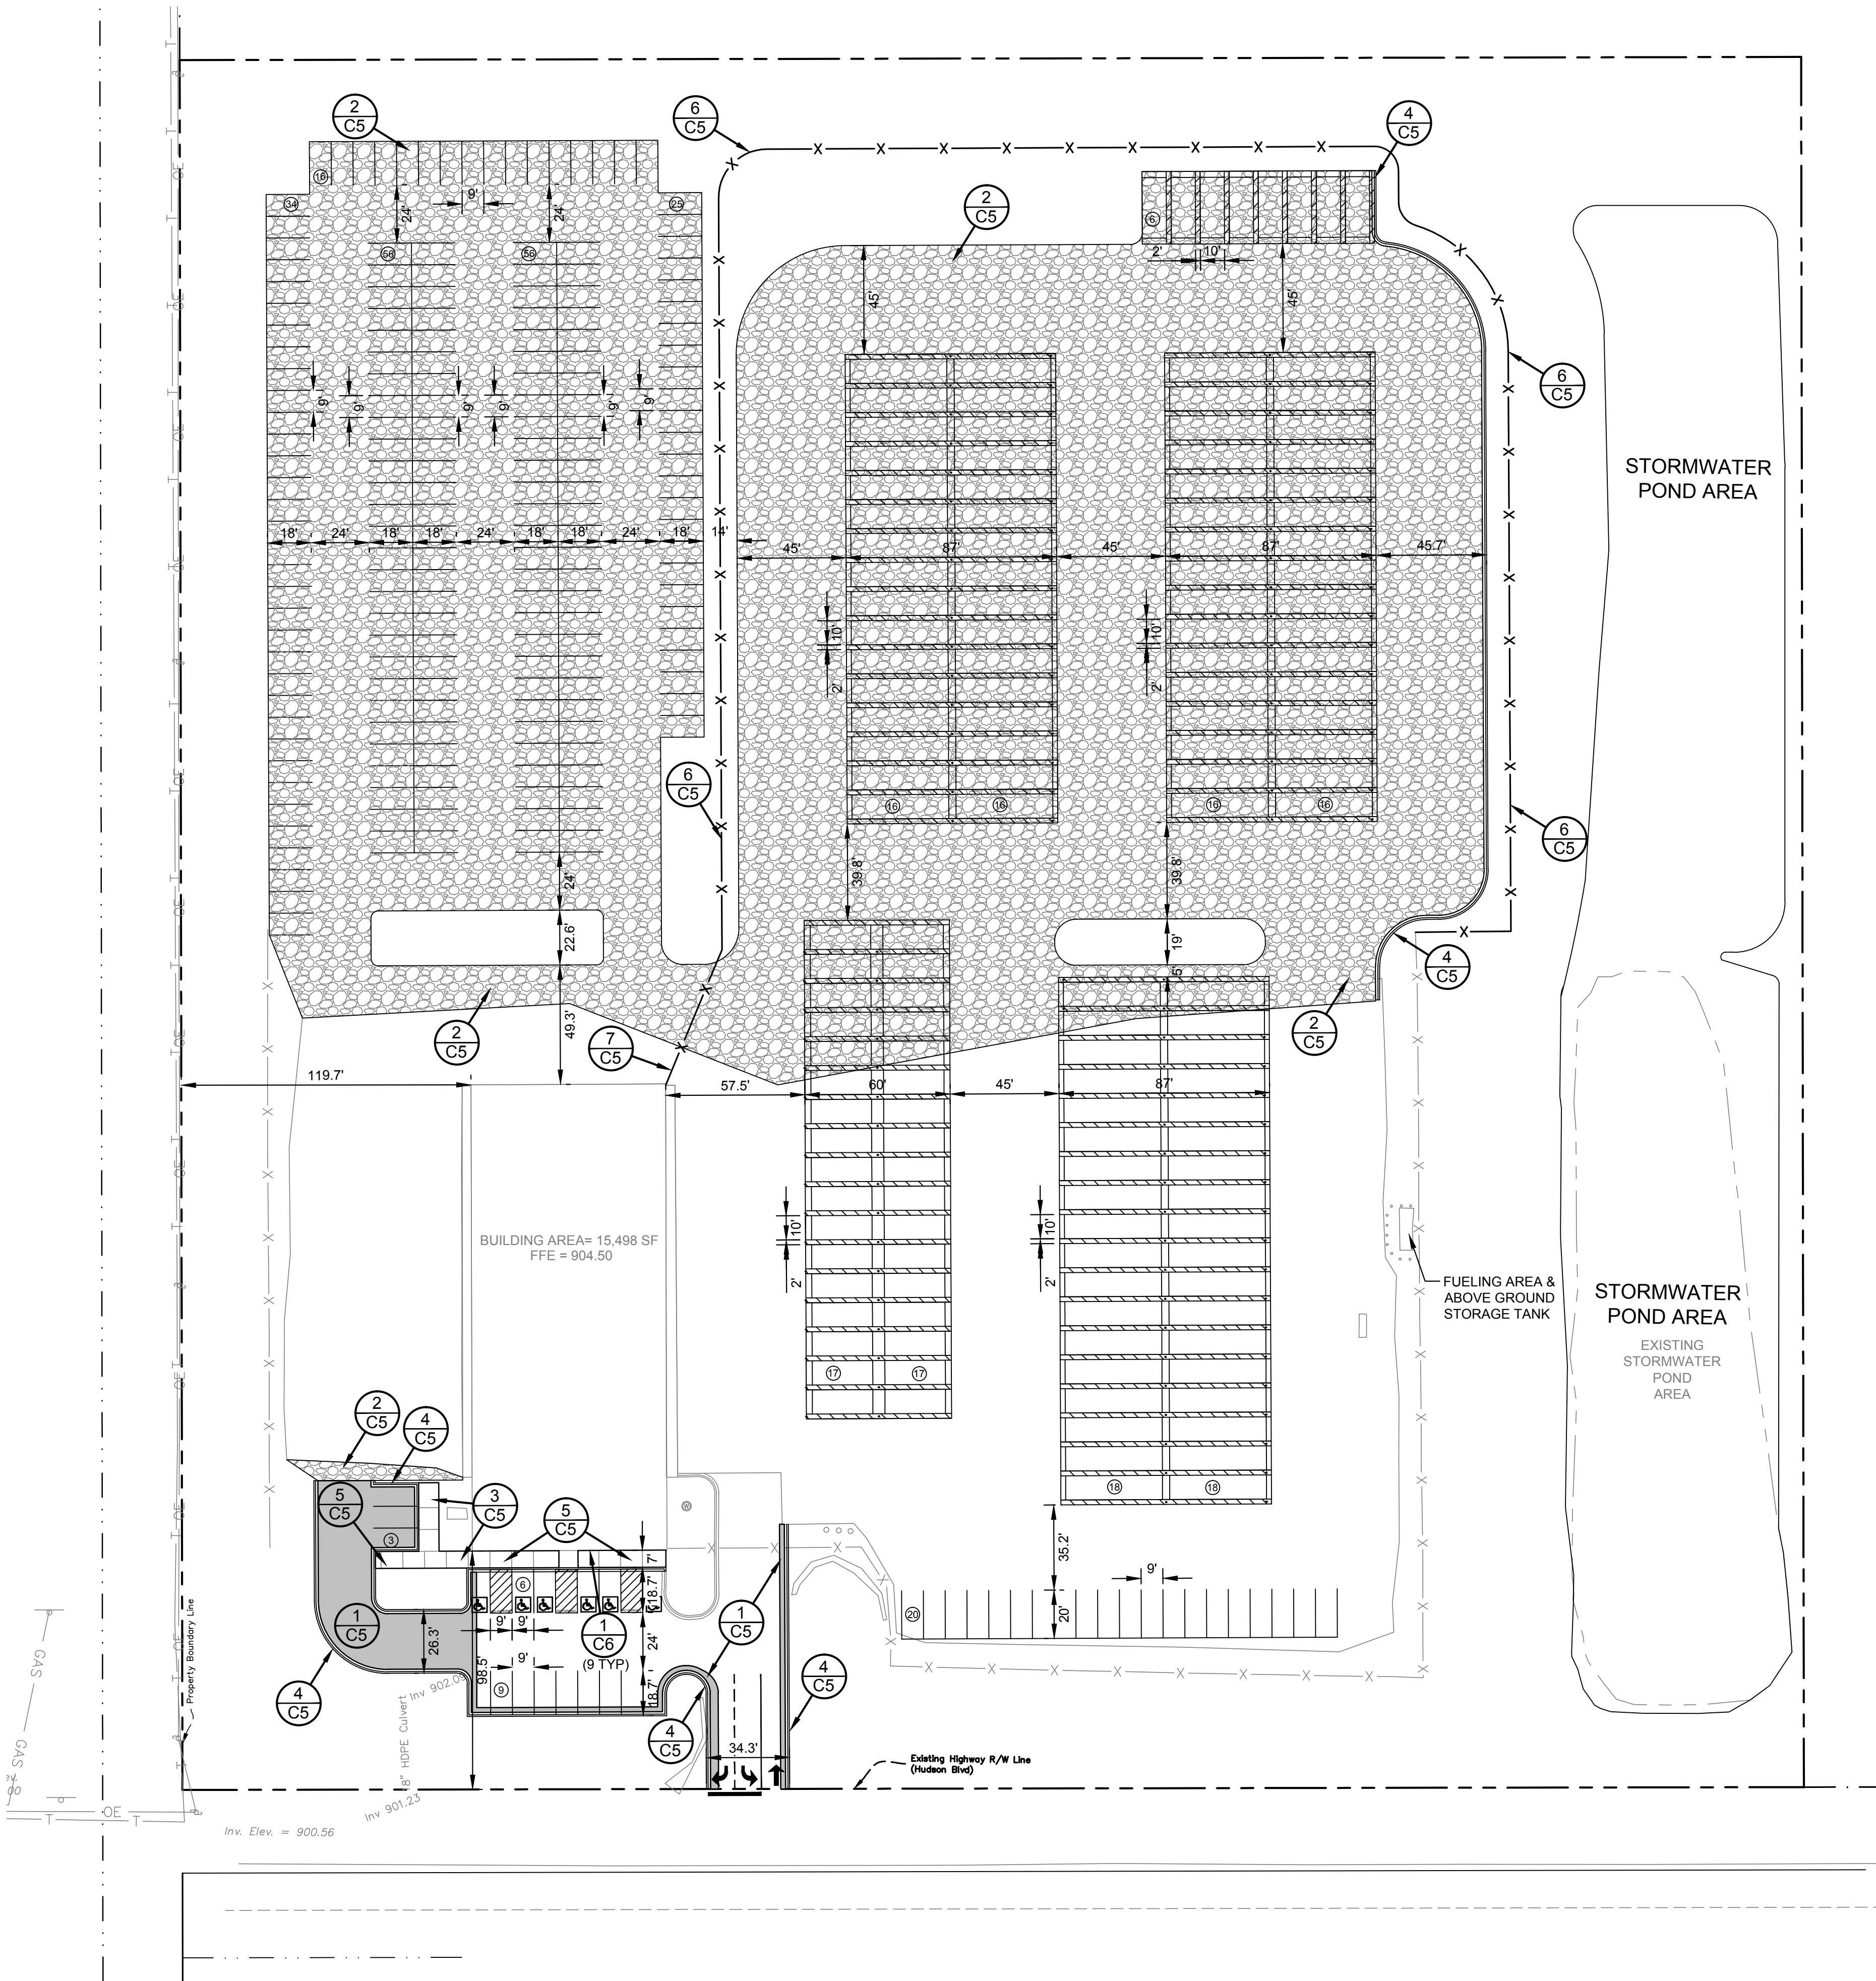 2
C5
6
C5
4
C5
2
C5
16
34
25
9'
24'
24'
56
56
6
2'
10'
45'
45'
6
C5
9'
9'
9'
9'
9'
9'
STORMWATER
POND AREA
18'
24'
18'
18'
24'
18'
18'
24'
18'
14'
45'
87'
45'
87'
45.7'
10'
2'
10'
2'
6
C5
16
16
16
16
6
C5
39.8'
39.8'
24'
22.6'
19'
5'
4
C5
2
C5
49.3'
7
C5
2
C5
119.7'
57.5'
60'
45'
87'
BUILDING AREA= 15,498 SF
FFE = 904.50
10'
2'
10'
2'
FUELING AREA &
ABOVE GROUND
STORAGE TANK
STORMWATER
POND AREA
EXISTING
STORMWATER
POND
AREA
17
17
2
C5
4
C5
18
18
5
C5
3
C5
5
C5
W
3
7'
35.2'
6
18.7'
9'
20'
20
1
C5
9'
9'
1
C6
(9 TYP)
1
C5
26.3'
24'
9'
98.5'
9
18.7'
4
C5
4
C5
4
C5
Property Boundary Line
Inv 902.09
18" HDPE Culvert
Inv 901.23
34.3'
Existing Highway R/W Line
(Hudson Blvd)
GAS
GAS
OE
T
T
Inv. Elev. = 900.56